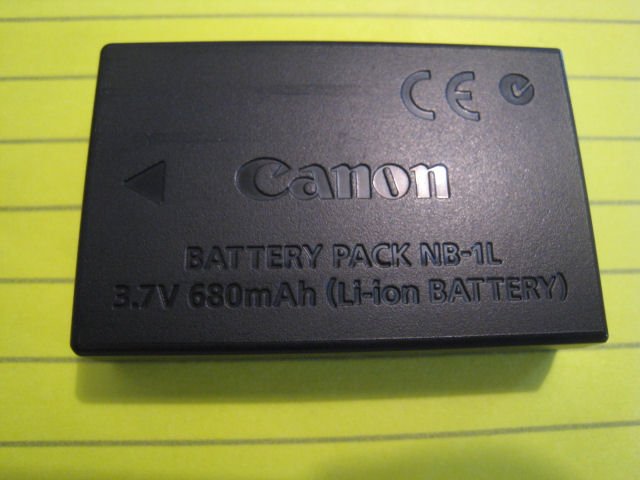 CE
Canon
BATTERY PACK NB-1L
3.7V 680mAh (Li-ion BATTERY)